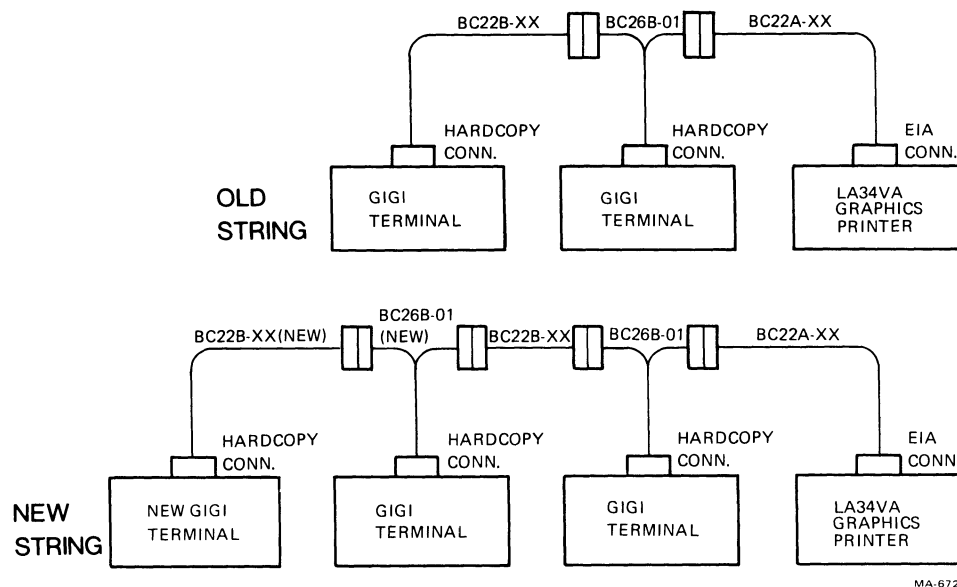 BC22B-XX BC26B-01 BC22A-XX
HARDCOPY CONN.
HARDCOPY CONN.
EIA CONN.
OLD STRING
GIGI TERMINAL
GIGI TERMINAL
LA34VA GRAPHICS PRINTER
BC22B-XX(NEW)
BC26B-01 (NEW)
BC22B-XX
BC26B-01
BC22A-XX
HARDCOPY CONN.
HARDCOPY CONN.
HARDCOPY CONN.
EIA CONN
NEW STRING
NEW GIGI TERMINAL
GIGI TERMINAL
GIGI TERMINAL
LA34VA GRAPHICS PRINTER
MA-672